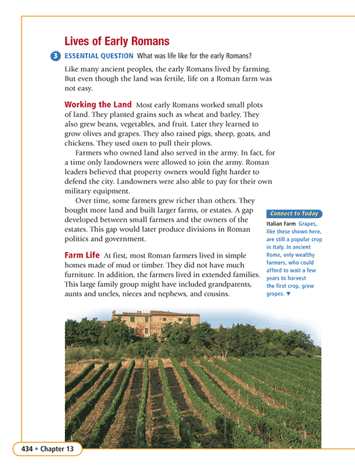 Lives of Early Romans
3 ESSENTIAL QUESTION What was life like for the early Romans?
Like many ancient peoples, the early Romans lived by farming.
But even though the land was fertile, life on a Roman farm was
not easy.
Working the Land Most early Romans worked small plots
of land. They planted grains such as wheat and barley. They
also grew beans, vegetables, and fruit. Later they learned to
grow olives and grapes. They also raised pigs, sheep, goats, and
chickens. They used oxen to pull their plows.
Farmers who owned land also served in the army. In fact, for
a time only landowners were allowed to join the army. Roman
leaders believed that property owners would fight harder to
defend the city. Landowners were also able to pay for their own
military equipment.
Over time, some farmers grew richer than others. They
bought more land and built larger farms, or estates. A gap
developed between small farmers and the owners of the
estates. This gap would later produce divisions in Roman
politics and government.
Farm Life At first, most Roman farmers lived in simple
homes made of mud or timber. They did not have much
furniture. In addition, the farmers lived in extended families.
This large family group might have included grandparents,
aunts and uncles, nieces and nephews, and cousins.
Connect to Today
Italian Farm Grapes,
like those shown here,
are still a popular crop
in Italy. In ancient
Rome, only wealthy
farmers, who could
afford to wait a few
years to harvest
the first crop, grew
grapes. ▼
434 • Chapter 13